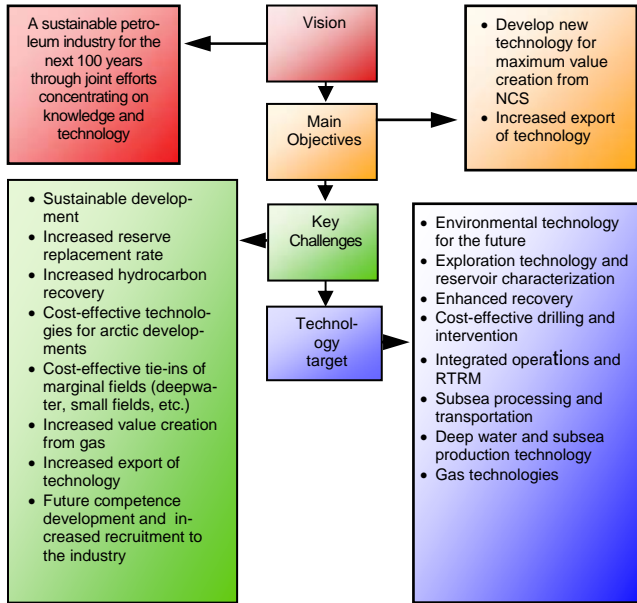 A sustainable petro-
leum industry for the
next 100 years
through joint efforts
concentrating on
knowledge and
technology
Vision
• Develop new
technology for
maximum value
creation from
NCS
• Increased export
of technology
Main
Objectives
Key
Challenges
• Sustainable develop-
ment
• Increased reserve
replacement rate
• Increased hydrocarbon
recovery
• Cost-effective technolo-
gies for arctic develop-
ments
• Cost-effective tie-ins of
marginal fields (deepwa-
ter, small fields, etc.)
• Increased value creation
from gas
• Increased export of
technology
• Future competence
development and in-
creased recruitment to
the industry
Technol-
ogy
target
• Environmental technology
for the future
• Exploration technology and
reservoir characterization
• Enhanced recovery
• Cost-effective drilling and
intervention
• Integrated operations and
RTRM
• Subsea processing and
transportation
• Deep water and subsea
production technology
• Gas technologies